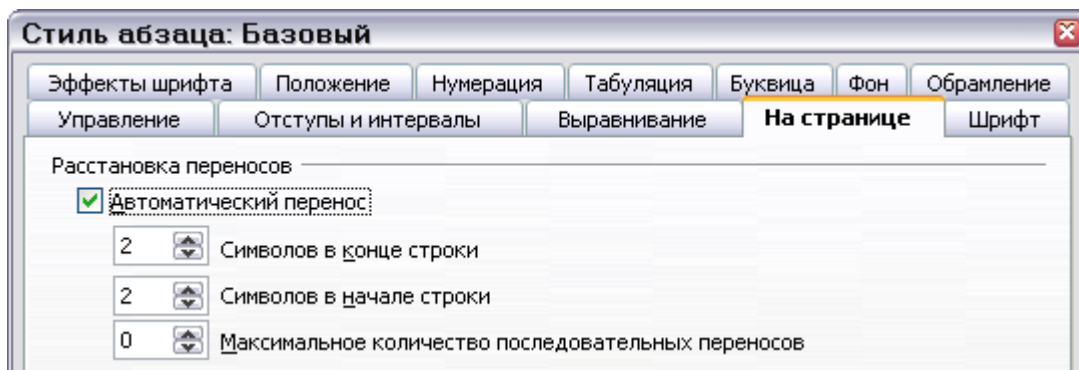 Стиль абзаца: Базовый
Эффекты шрифта Положение Нумерация Табуляция Буквица Фон Обрамление
Управление Отступы и интервалы Выравнивание На странице Шрифт
Расстановка переносов
Автоматический перенос
2 Символов в конце строки
2 Символов в начале строки
0 Максимальное количество последовательных переносов